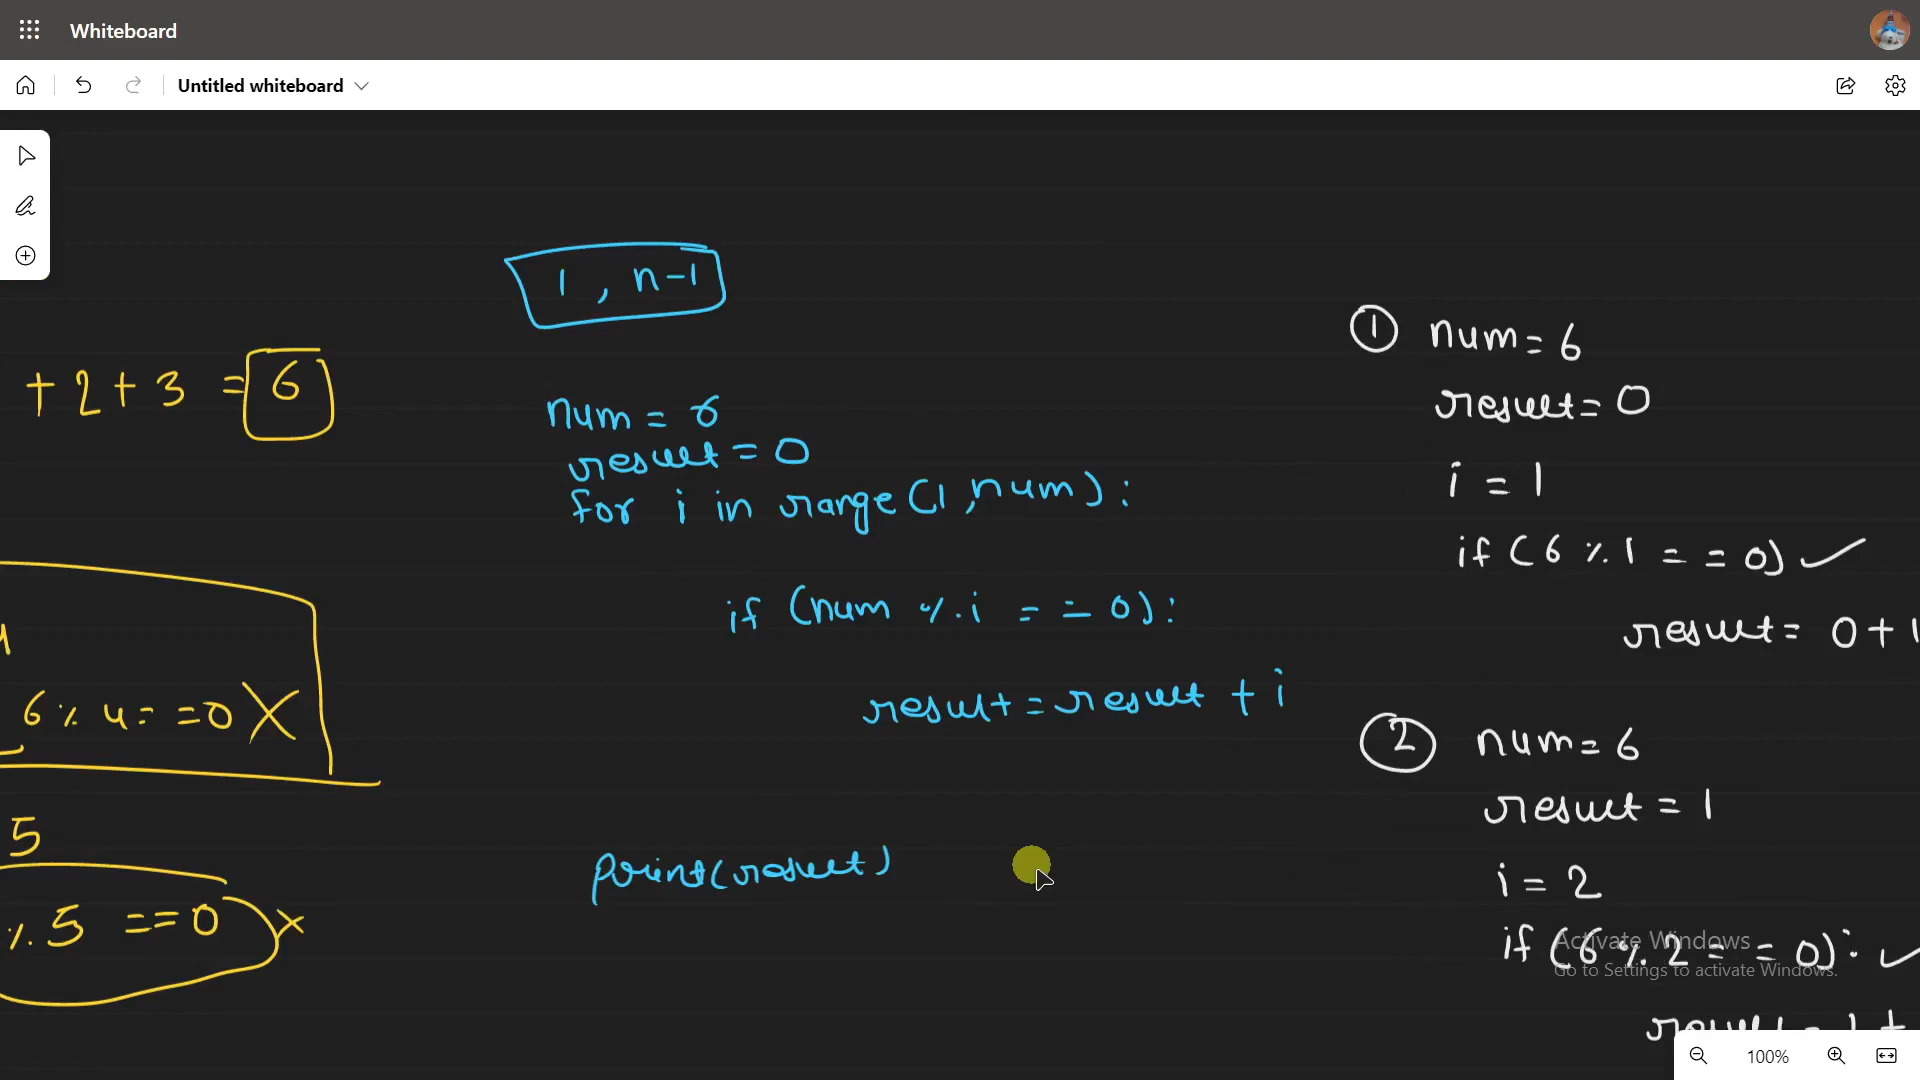 Whiteboard
Untitled whiteboard
1 , n-1
+ 2 + 3 = 6
6 % 4 = = 0 X
5
% 5 == 0 x
num = 6
result = 0
for i in range(1,num):
if (num % i = = 0):
result = result + i
print(result)
1 num = 6
result = 0
i = 1
if (6 % 1 = = 0) ✓
result = 0 + 1
2 num = 6
result = 1
i = 2
if (6 % 2 = = 0): ✓
Activate Windows
Go to Settings to activate Windows.
100%